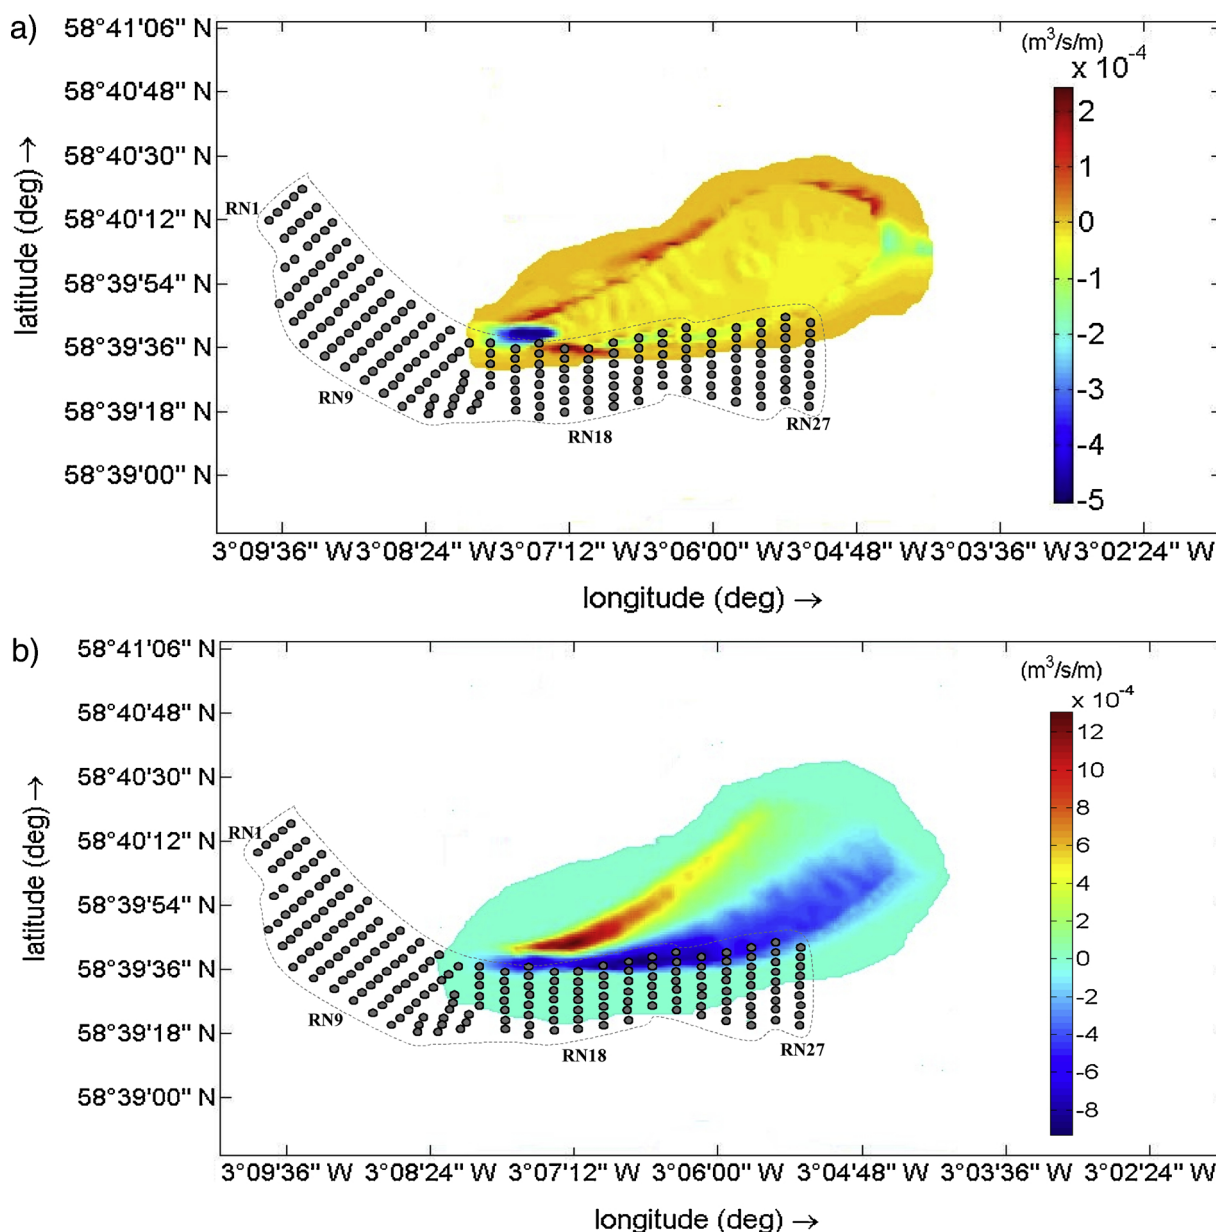 a)
58°41'06" N
58°40'48" N
58°40'30" N
58°40'12" N
58°39'54" N
58°39'36" N
58°39'18" N
58°39'00" N
latitude (deg) →
3°09'36" W 3°08'24" W 3°07'12" W 3°06'00" W 3°04'48" W 3°03'36" W 3°02'24" W
longitude (deg) →
RN1
RN9
RN18
RN27
(m³/s/m)
x 10⁻⁴
2
1
0
-1
-2
-3
-4
-5
b)
58°41'06" N
58°40'48" N
58°40'30" N
58°40'12" N
58°39'54" N
58°39'36" N
58°39'18" N
58°39'00" N
latitude (deg) →
3°09'36" W 3°08'24" W 3°07'12" W 3°06'00" W 3°04'48" W 3°03'36" W 3°02'24" W
longitude (deg) →
RN1
RN9
RN18
RN27
(m³/s/m)
x 10⁻⁴
12
10
8
6
4
2
0
-2
-4
-6
-8